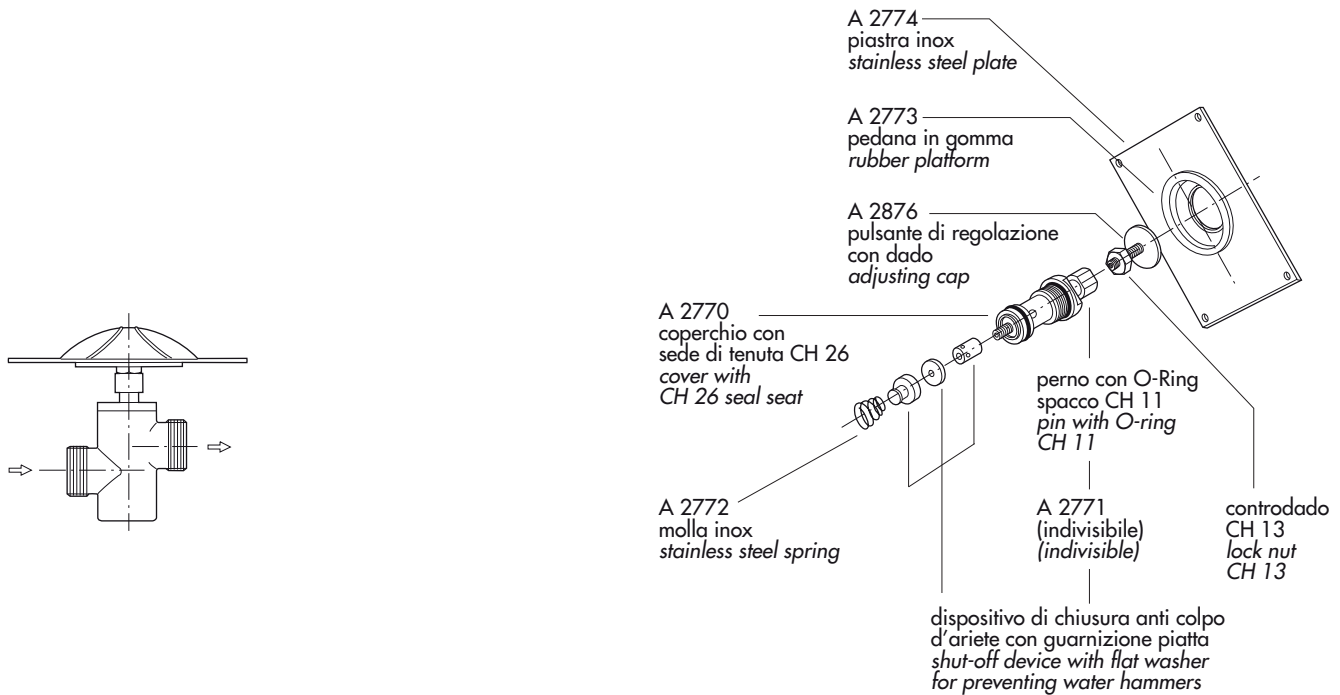 A 2774
piastra inox
stainless steel plate
A 2773
pedana in gomma
rubber platform
A 2876
pulsante di regolazione
con dado
adjusting cap
A 2770
coperchio con
sede di tenuta CH 26
cover with
CH 26 seal seat
perno con O-Ring
spacco CH 11
pin with O-ring
CH 11
A 2772
molla inox
stainless steel spring
A 2771
(indivisibile)
(indivisible)
controdado
CH 13
lock nut
CH 13
dispositivo di chiusura anti colpo
d'ariete con guarnizione piatta
shut-off device with flat washer
for preventing water hammers